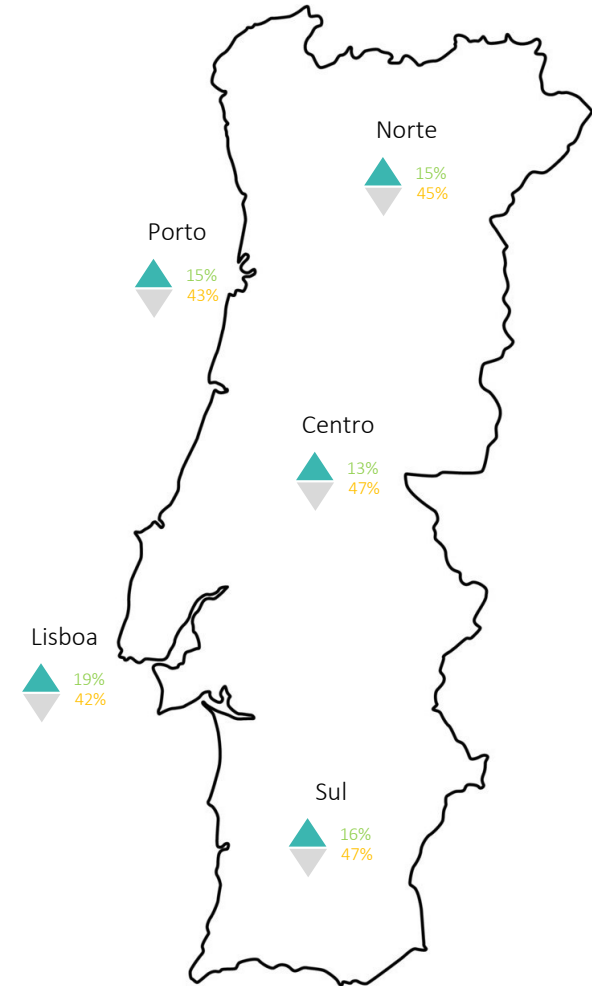 Norte
15%
45%
Porto
15%
43%
Centro
13%
47%
Lisboa
19%
42%
Sul
16%
47%